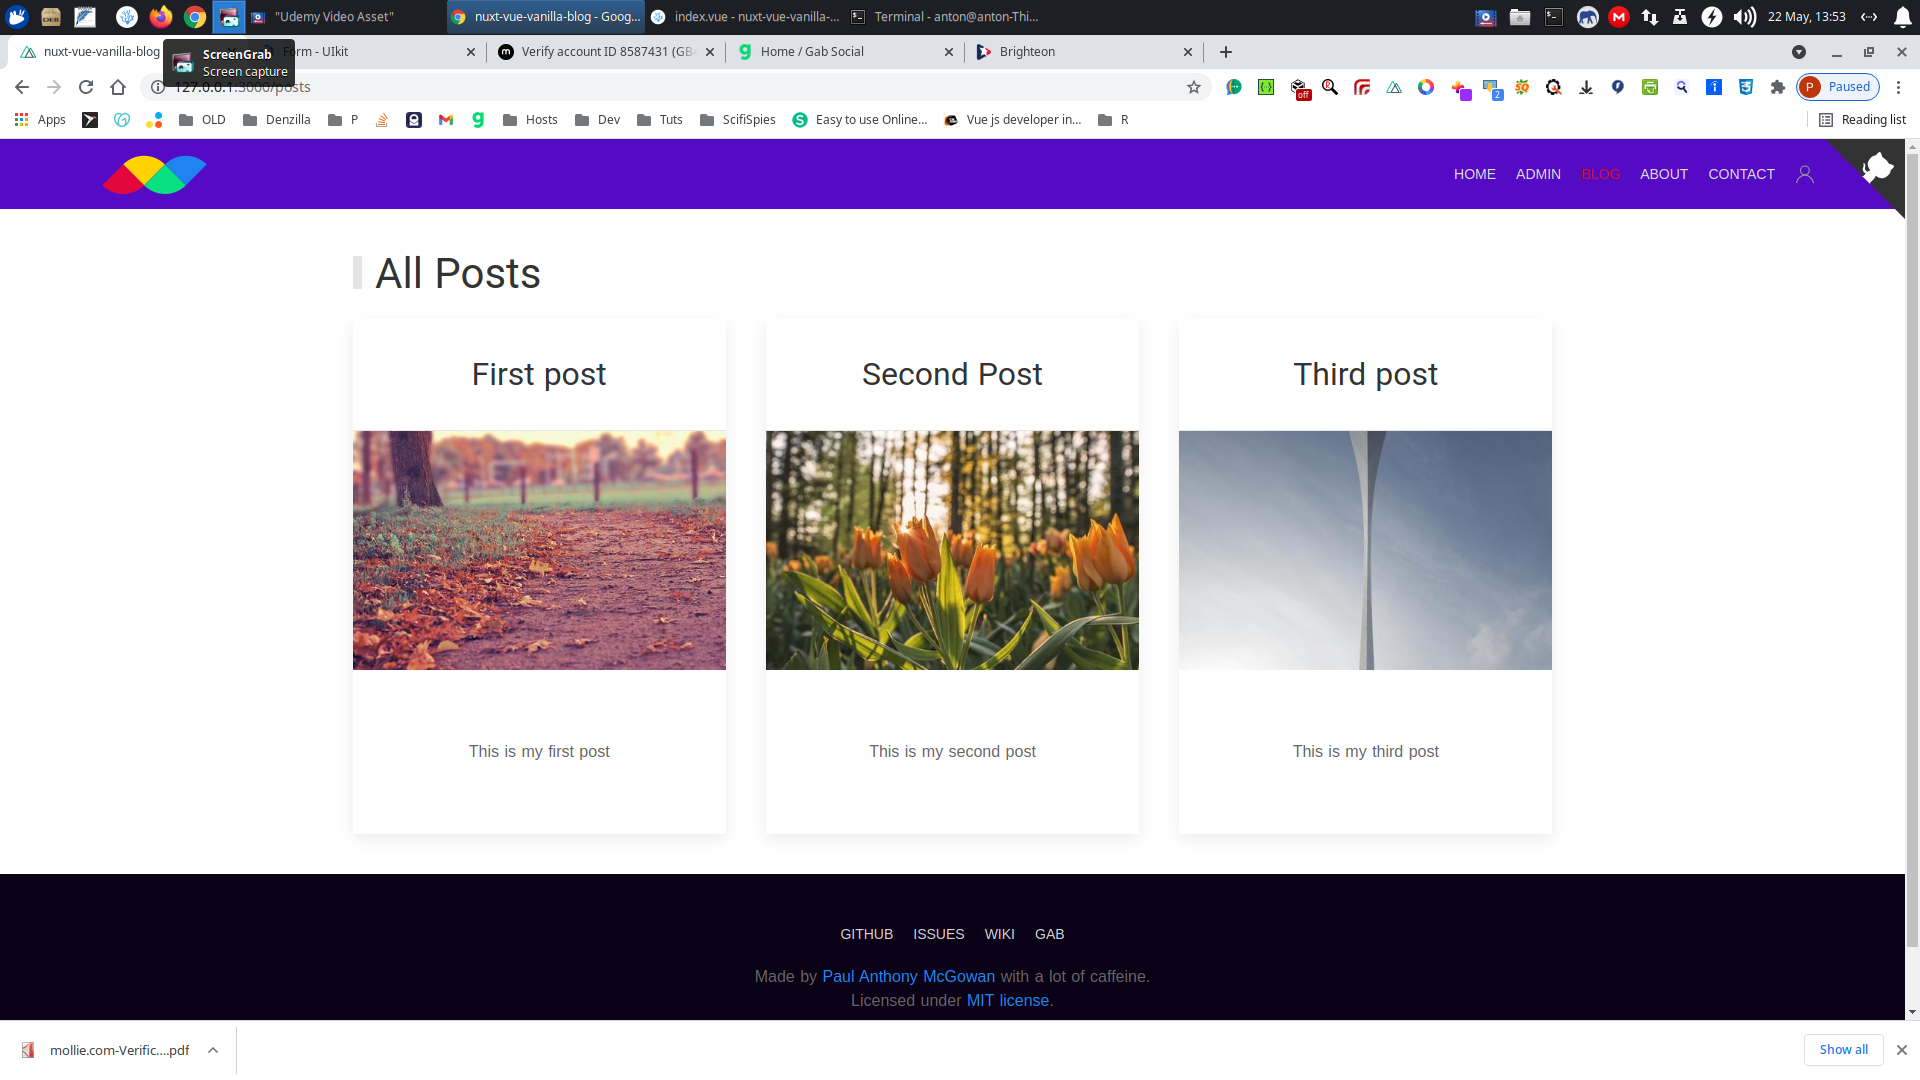 "Udemy Video Asset"
nuxt-vue-vanilla-blog - Goog...
index.vue - nuxt-vue-vanilla-...
Terminal - anton@anton-Thi...
22 May, 13:53
nuxt-vue-vanilla-blog
Form - UIkit
Verify account ID 8587431 (GB
Home / Gab Social
Brighteon
ScreenGrab
Screen capture
127.0.0.1:3000/posts
off
2
P
Paused
Apps
OLD
Denzilla
P
Hosts
Dev
Tuts
ScifiSpies
Easy to use Online...
Vue js developer in...
R
Reading list
HOME
ADMIN
BLOG
ABOUT
CONTACT
All Posts
First post
Second Post
Third post
This is my first post
This is my second post
This is my third post
GITHUB
ISSUES
WIKI
GAB
Made by Paul Anthony McGowan with a lot of caffeine.
Licensed under MIT license.
mollie.com-Verific....pdf
Show all